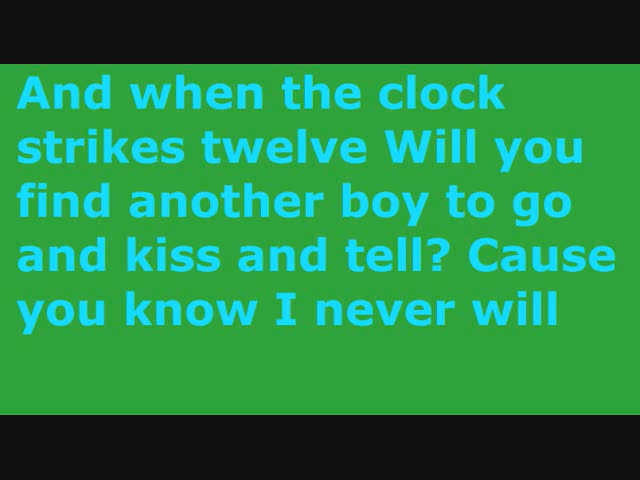 And when the clock
strikes twelve Will you
find another boy to go
and kiss and tell? Cause
you know I never will